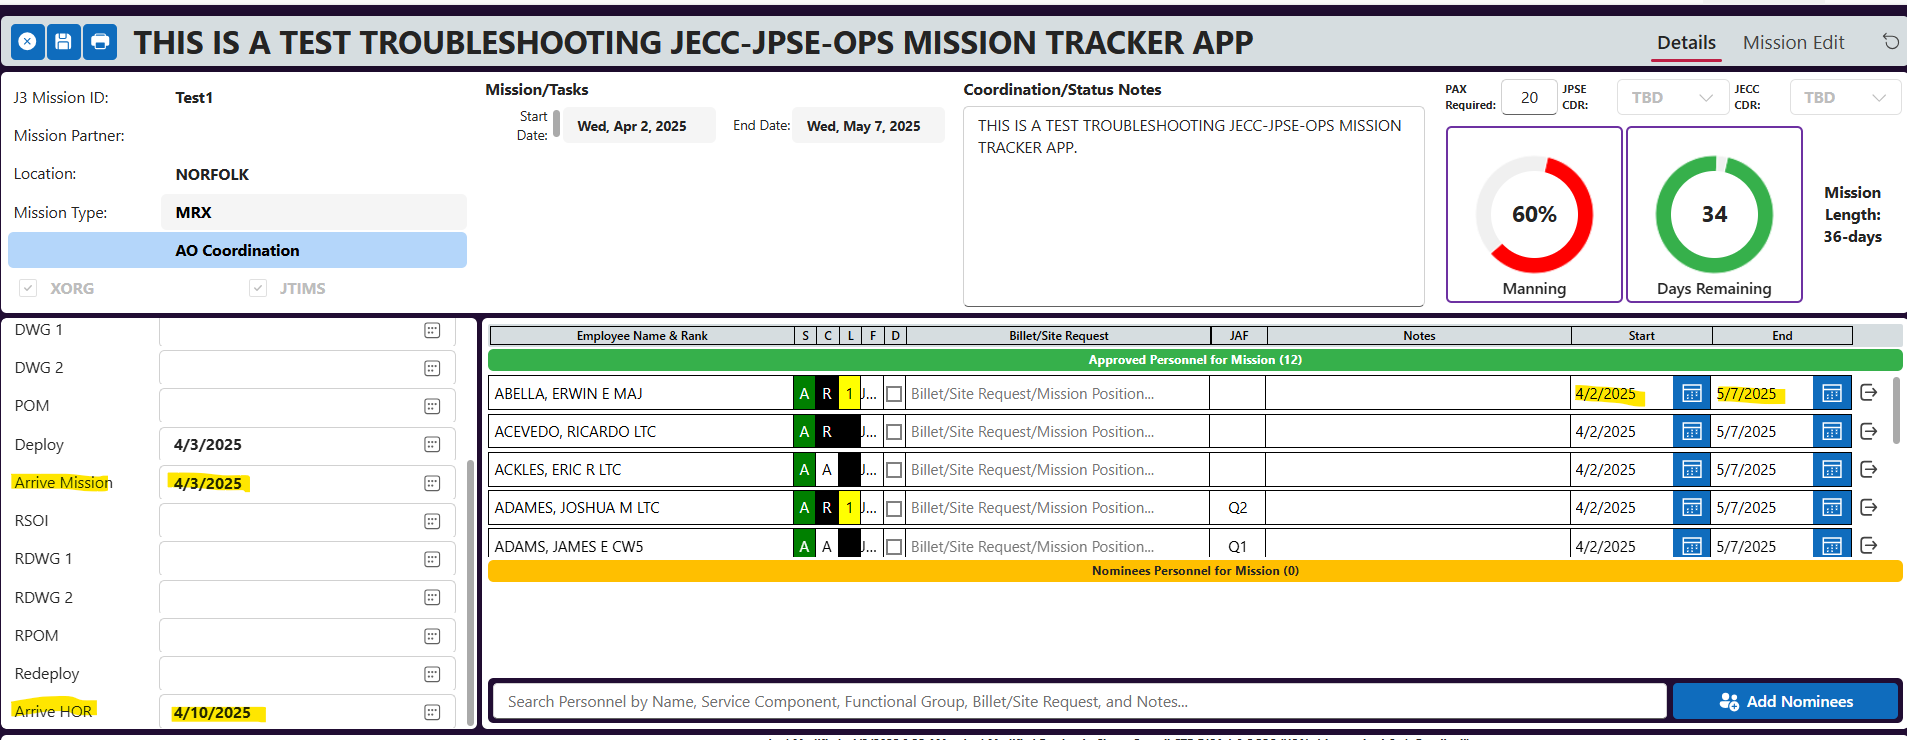 THIS IS A TEST TROUBLESHOOTING JECC-JPSE-OPS MISSION TRACKER APP
Details Mission Edit
J3 Mission ID: Test1
Mission Partner:
Location: NORFOLK
Mission Type: MRX
AO Coordination
XORG JTIMS
Mission/Tasks
Start Date: Wed, Apr 2, 2025 End Date: Wed, May 7, 2025
Coordination/Status Notes
THIS IS A TEST TROUBLESHOOTING JECC-JPSE-OPS MISSION
TRACKER APP.
PAX Required: 20 JPSE CDR: TBD JECC CDR: TBD
60%
Manning
34
Days Remaining
Mission
Length:
36-days
DWG 1
DWG 2
POM
Deploy 4/3/2025
Arrive Mission 4/3/2025
RSOI
RDWG 1
RDWG 2
RPOM
Redeploy
Arrive HOR 4/10/2025
Employee Name & Rank S C L F D Billet/Site Request JAF Notes Start End
Approved Personnel for Mission (12)
ABELLA, ERWIN E MAJ A R 1 J... Billet/Site Request/Mission Position... 4/2/2025 5/7/2025
ACEVEDO, RICARDO LTC A R J... Billet/Site Request/Mission Position... 4/2/2025 5/7/2025
ACKLES, ERIC R LTC A A J... Billet/Site Request/Mission Position... 4/2/2025 5/7/2025
ADAMES, JOSHUA M LTC A R 1 J... Billet/Site Request/Mission Position... Q2 4/2/2025 5/7/2025
ADAMS, JAMES E CW5 A A J... Billet/Site Request/Mission Position... Q1 4/2/2025 5/7/2025
Nominees Personnel for Mission (0)
Search Personnel by Name, Service Component, Functional Group, Billet/Site Request, and Notes...
Add Nominees